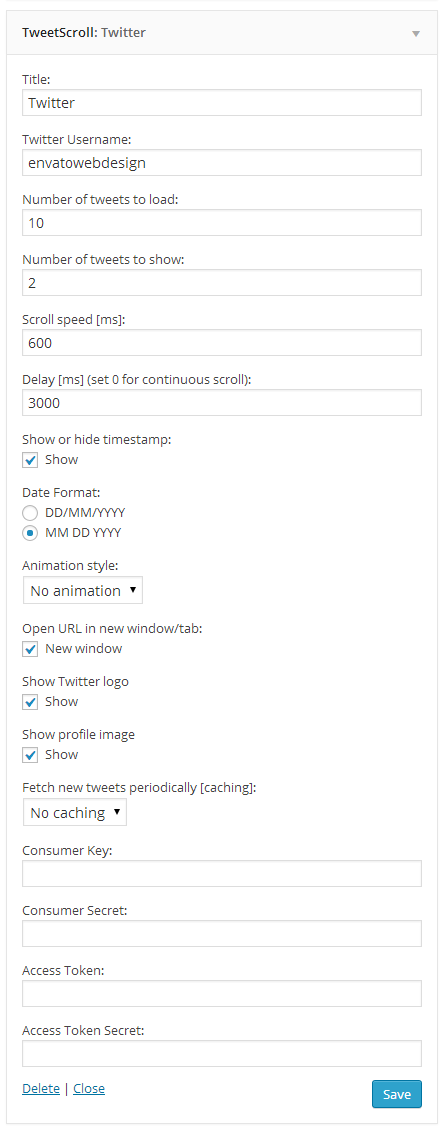 TweetScroll: Twitter
Title:
Twitter
Twitter Username:
envatowebdesign
Number of tweets to load:
10
Number of tweets to show:
2
Scroll speed [ms]:
600
Delay [ms] (set 0 for continuous scroll):
3000
Show or hide timestamp:
Show
Date Format:
DD/MM/YYYY
MM DD YYYY
Animation style:
No animation
Open URL in new window/tab:
New window
Show Twitter logo
Show
Show profile image
Show
Fetch new tweets periodically [caching]:
No caching
Consumer Key:
Consumer Secret:
Access Token:
Access Token Secret:
Delete | Close Save